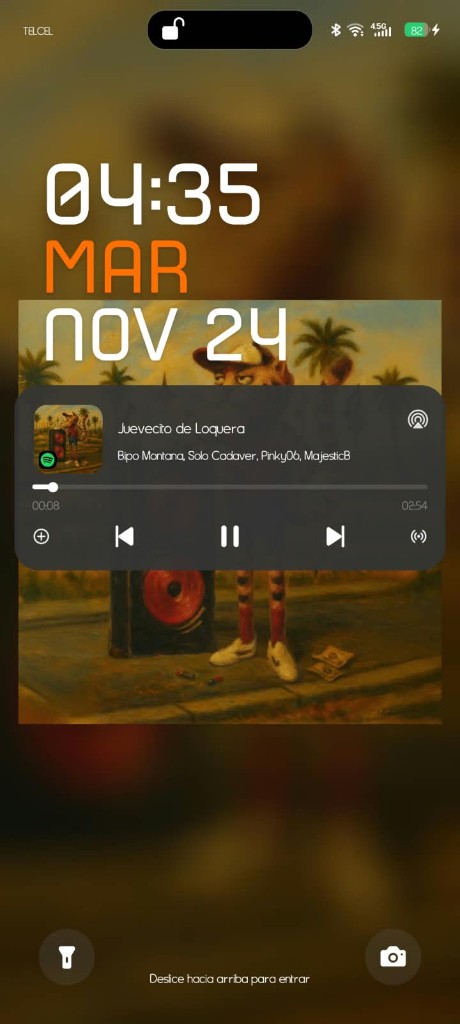 TELCEL
4.5G
82
04:35
MAR
NOV 24
Juevecito de Loquera
Bipo Montana, Solo Cadaver, Pinky06, MajesticB
00:08
02:54
Deslice hacia arriba para entrar